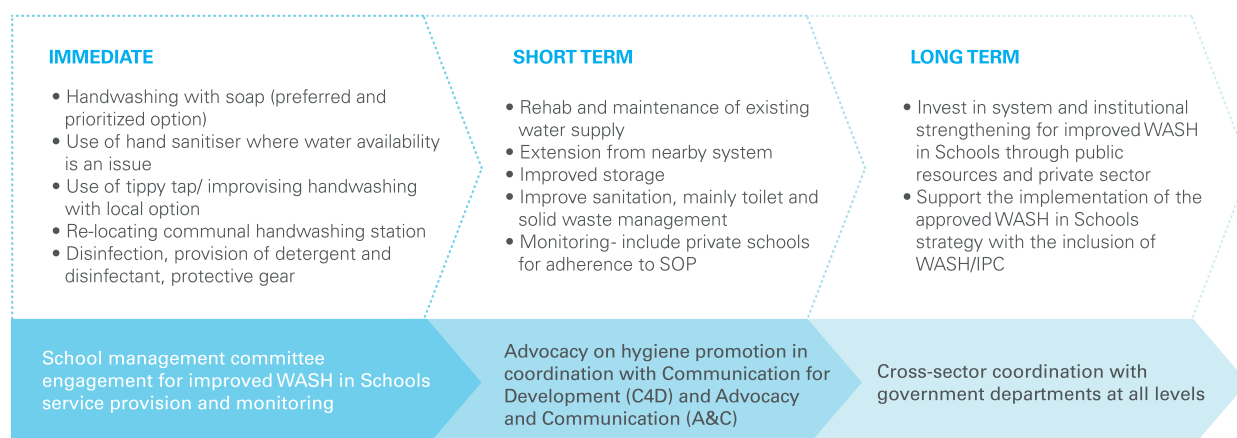 IMMEDIATE
• Handwashing with soap (preferred and
prioritized option)
• Use of hand sanitiser where water availability
is an issue
• Use of tippy tap/ improvising handwashing
with local option
• Re-locating communal handwashing station
• Disinfection, provision of detergent and
disinfectant, protective gear
SHORT TERM
• Rehab and maintenance of existing
water supply
• Extension from nearby system
• Improved storage
• Improve sanitation, mainly toilet and
solid waste management
• Monitoring- include private schools
for adherence to SOP
LONG TERM
• Invest in system and institutional
strengthening for improved WASH
in Schools through public
resources and private sector
• Support the implementation of the
approved WASH in Schools
strategy with the inclusion of
WASH/IPC
School management committee
engagement for improved WASH in Schools
service provision and monitoring
Advocacy on hygiene promotion in
coordination with Communication for
Development (C4D) and Advocacy
and Communication (A&C)
Cross-sector coordination with
government departments at all levels